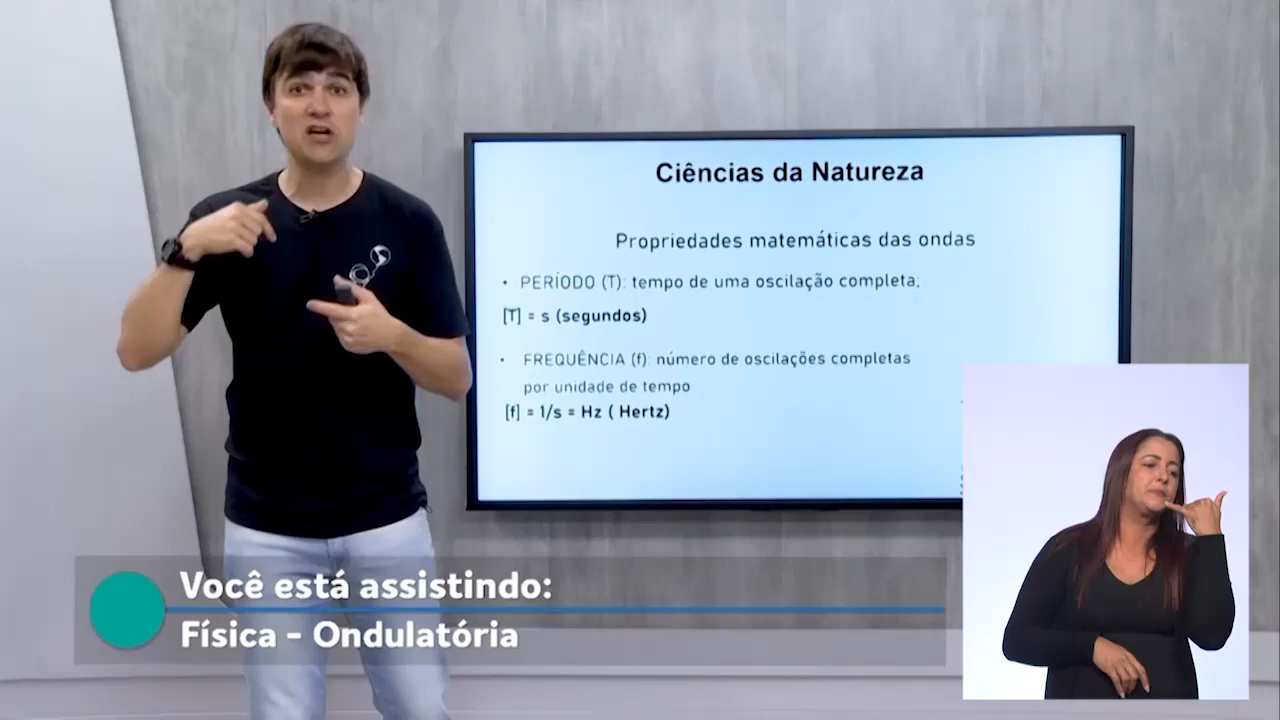 Ciências da Natureza
Propriedades matemáticas das ondas
• PERÍODO (T): tempo de uma oscilação completa;
[T] = s (segundos)
• FREQUÊNCIA (f): número de oscilações completas
por unidade de tempo
[f] = 1/s = Hz ( Hertz)
Você está assistindo:
Física - Ondulatória